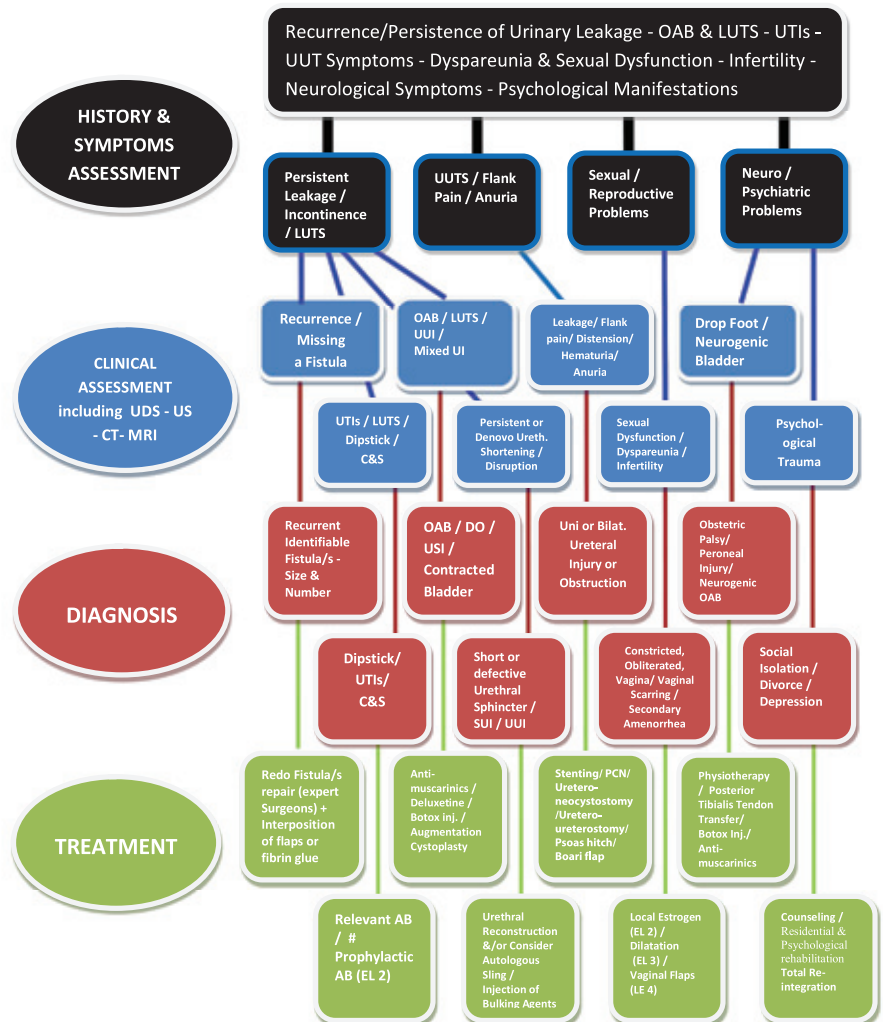 Recurrence/Persistence of Urinary Leakage - OAB & LUTS - UTIs -
UUT Symptoms - Dyspareunia & Sexual Dysfunction - Infertility -
Neurological Symptoms - Psychological Manifestations
HISTORY &
SYMPTOMS
ASSESSMENT
Persistent
Leakage /
Incontinence
/ LUTS
UUTS / Flank
Pain / Anuria
Sexual /
Reproductive
Problems
Neuro /
Psychiatric
Problems
CLINICAL
ASSESSMENT
including UDS - US
- CT- MRI
Recurrence /
Missing
a Fistula
OAB / LUTS /
UUI /
Mixed UI
Leakage/ Flank
pain/ Distension/
Hematuria/
Anuria
Drop Foot /
Neurogenic
Bladder
UTIs / LUTS /
Dipstick /
C&S
Persistent or
Denovo Ureth.
Shortening /
Disruption
Sexual
Dysfunction /
Dyspareunia /
Infertility
Psychol-
ogical
Trauma
DIAGNOSIS
Recurrent
Identifiable
Fistula/s -
Size &
Number
OAB / DO /
USI /
Contracted
Bladder
Uni or Bilat.
Ureteral
Injury or
Obstruction
Obstetric
Palsy/
Peroneal
Injury/
Neurogenic
OAB
Dipstick/
UTIs/
C&S
Short or
defective
Urethral
Sphincter /
SUI / UUI
Constricted,
Obliterated,
Vagina/ Vaginal
Scarring /
Secondary
Amenorrhea
Social
Isolation /
Divorce /
Depression
TREATMENT
Redo Fistula/s
repair (expert
Surgeons) +
Interposition
of flaps or
fibrin glue
Anti-
muscarinics /
Deluxetine /
Botox inj. /
Augmentation
Cystoplasty
Stenting/ PCN/
Uretero-
neocystostomy
/Uretero-
ureterostomy/
Psoas hitch/
Boari flap
Physiotherapy
/ Posterior
Tibialis Tendon
Transfer/
Botox Inj./
Anti-
muscarinics
Relevant AB
/ #
Prophylactic
AB (EL 2)
Urethral
Reconstruction
&/or Consider
Autologous
Sling /
Injection of
Bulking Agents
Local Estrogen
(EL 2) /
Dilatation
(EL 3) /
Vaginal Flaps
(LE 4)
Counseling /
Residential &
Psychological
rehabilitation
Total Re-
integration